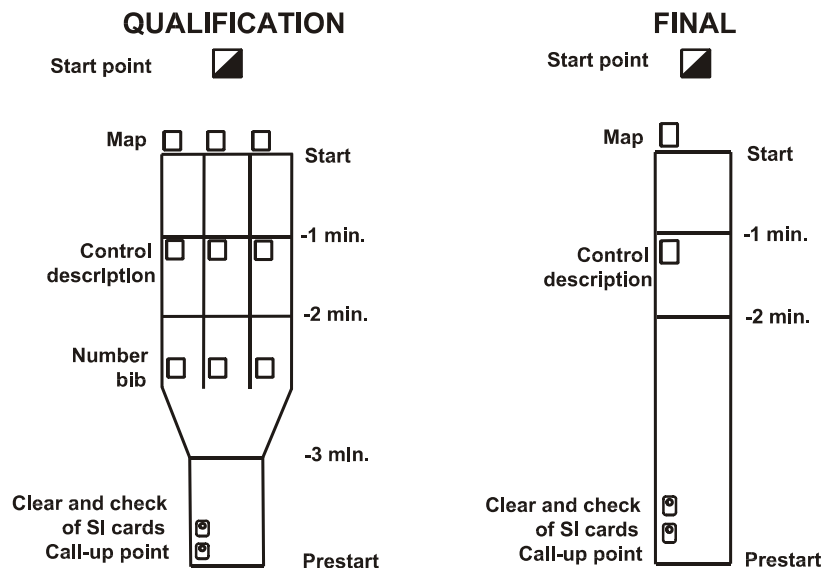 QUALIFICATION
Start point
Map
Start
-1 min.
Control
description
-2 min.
Number
bib
-3 min.
Clear and check
of SI cards
Call-up point
Prestart
FINAL
Start point
Map
Start
-1 min.
Control
description
-2 min.
Clear and check
of SI cards
Call-up point
Prestart